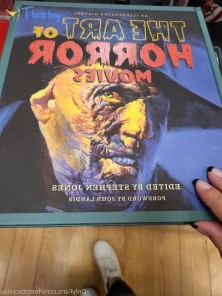 AN ILLUSTRATED HISTORY
THE ART OF
HORROR
MOVIES
EDITED BY STEPHEN JONES
FOREWORD BY JOHN LANDIS